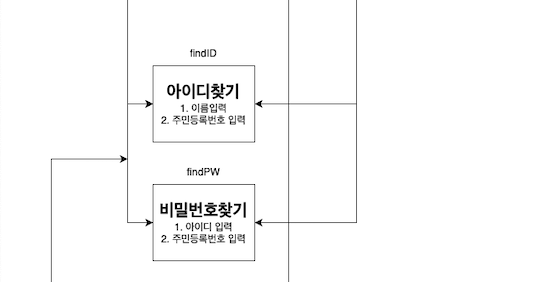 findID
아이디찾기
1. 이름입력
2. 주민등록번호 입력
findPW
비밀번호찾기
1. 아이디 입력
2. 주민등록번호 입력